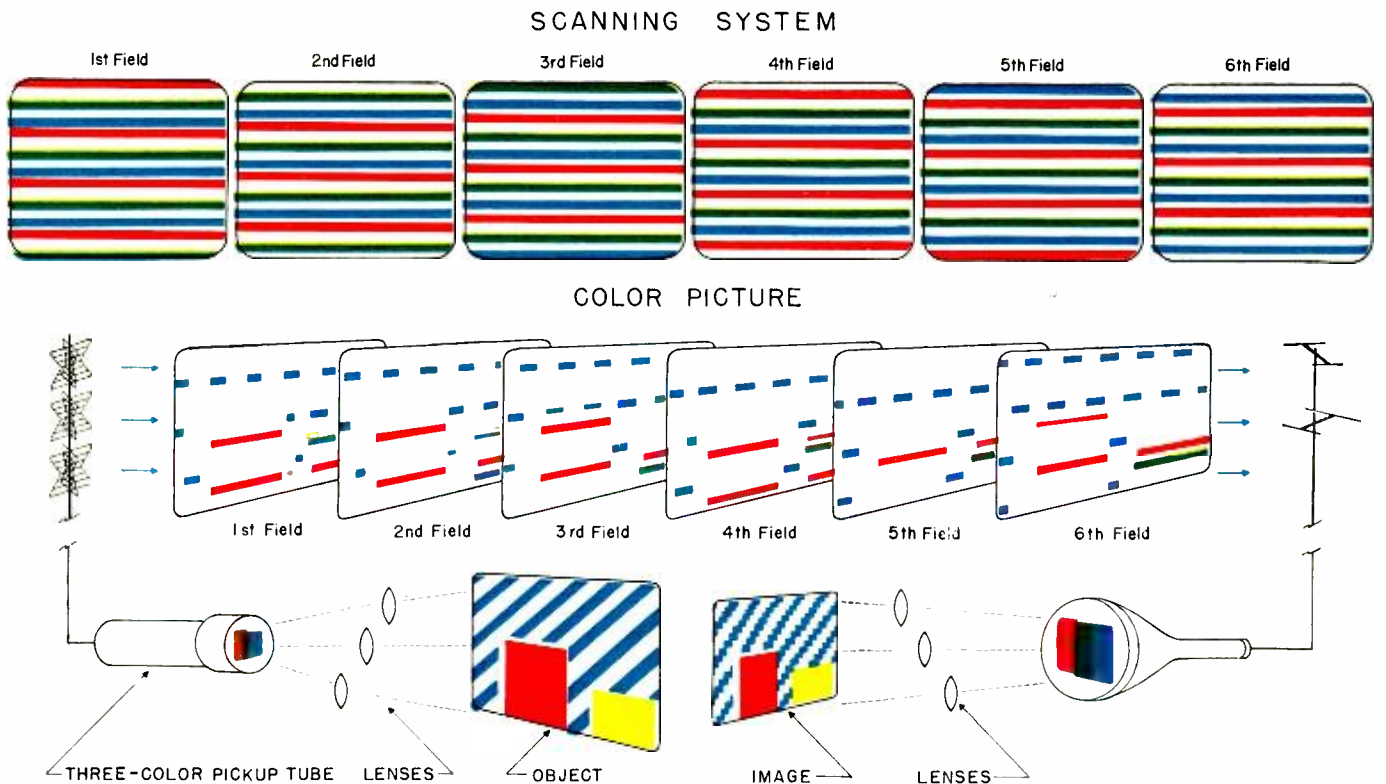 SCANNING SYSTEM
1st Field 2nd Field 3rd Field 4th Field 5th Field 6th Field
COLOR PICTURE
1st Field 2nd Field 3rd Field 4th Field 5th Field 6th Field
THREE-COLOR PICKUP TUBE LENSES OBJECT IMAGE LENSES